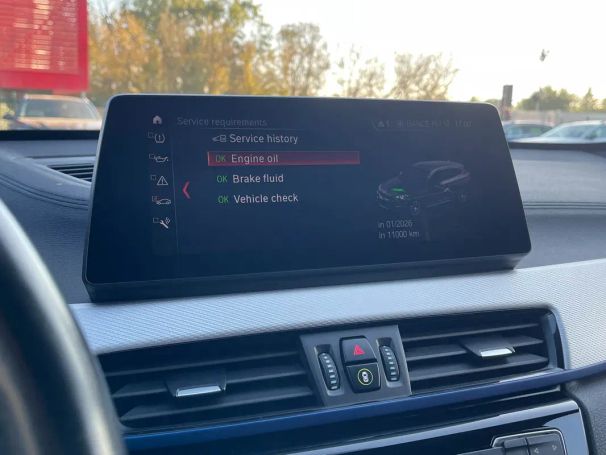 Service requirements
Service history
OK Engine oil
OK Brake fluid
OK Vehicle check
in 01/2026
in 11000 km